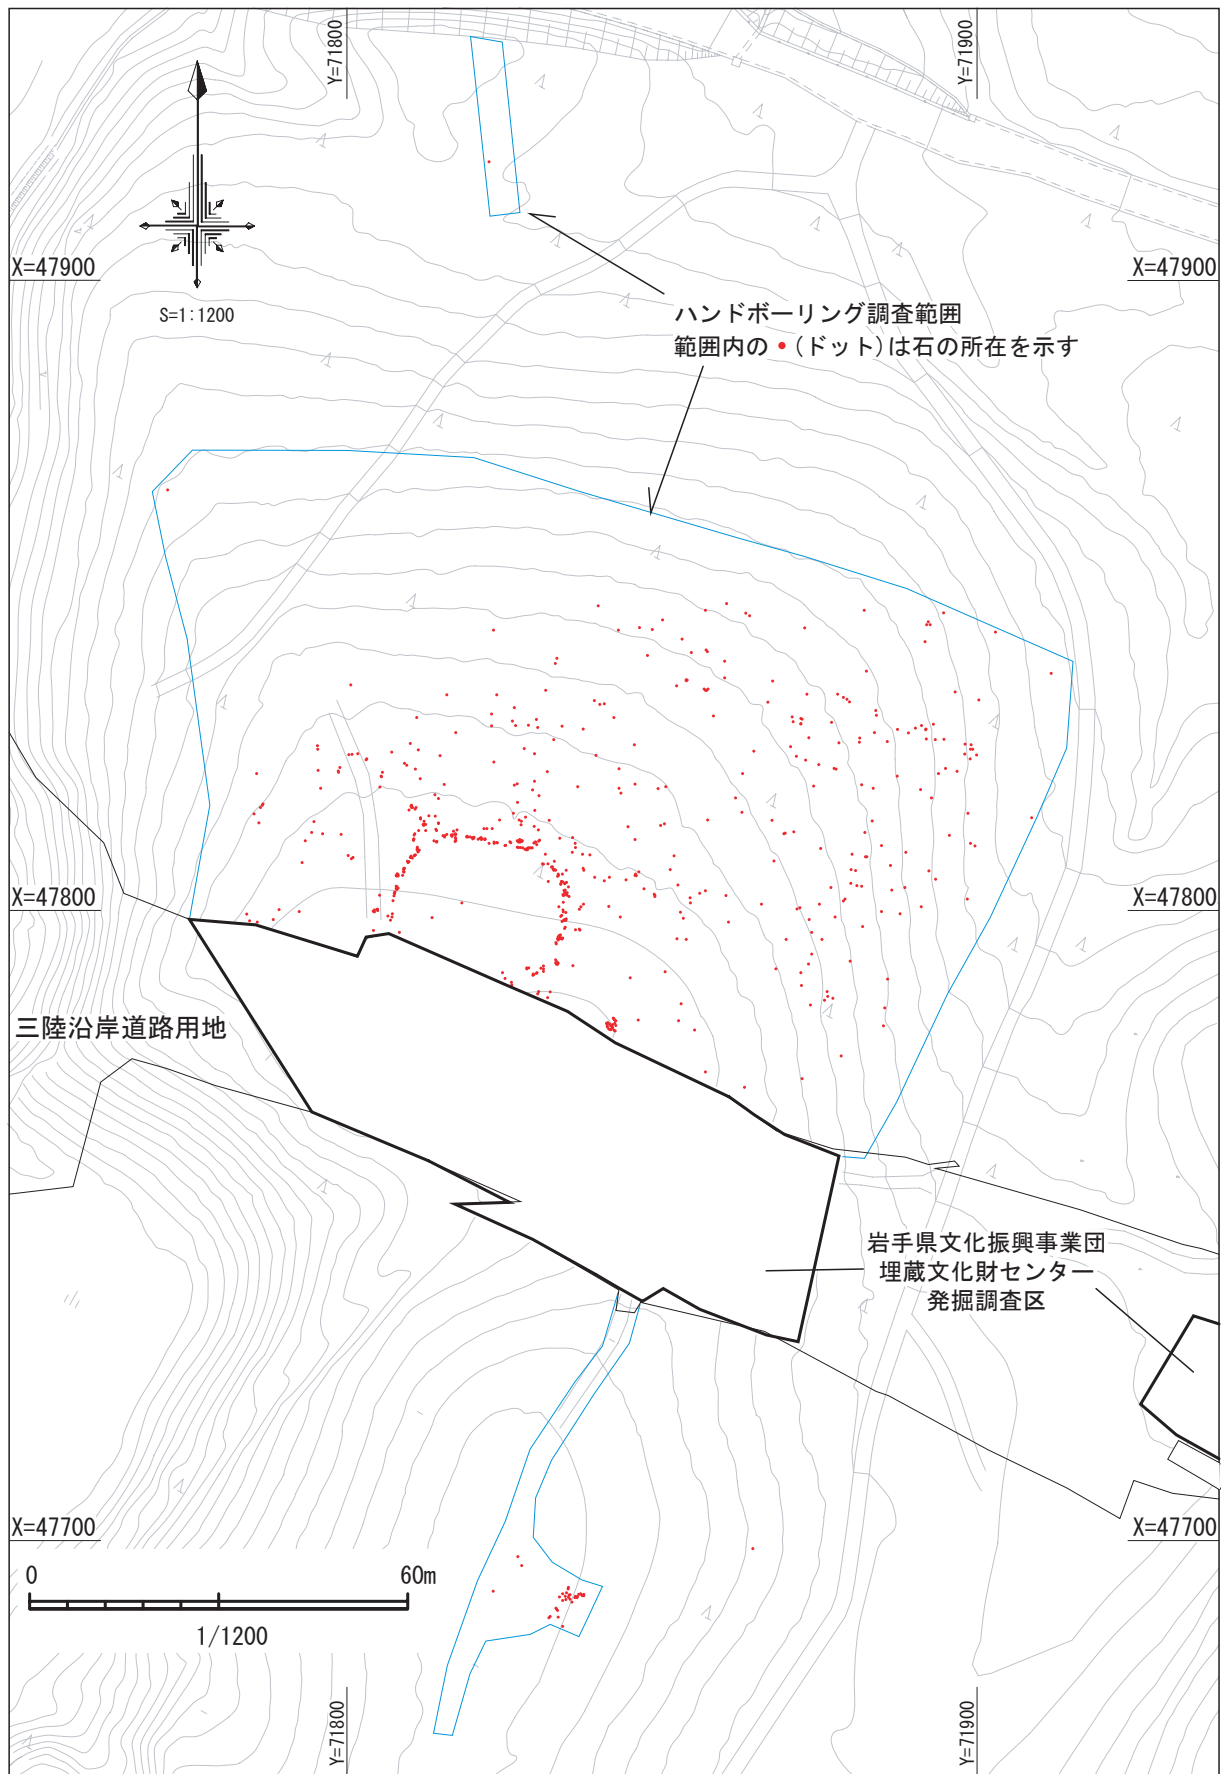 Y=71800
Y=71900
X=47900
X=47900
S=1:1200
ハンドボーリング調査範囲
範囲内の•(ドット)は石の所在を示す
X=47800
X=47800
三陸沿岸道路用地
岩手県文化振興事業団
埋蔵文化財センター
発掘調査区
X=47700
X=47700
0 60m
1/1200
Y=71800
Y=71900